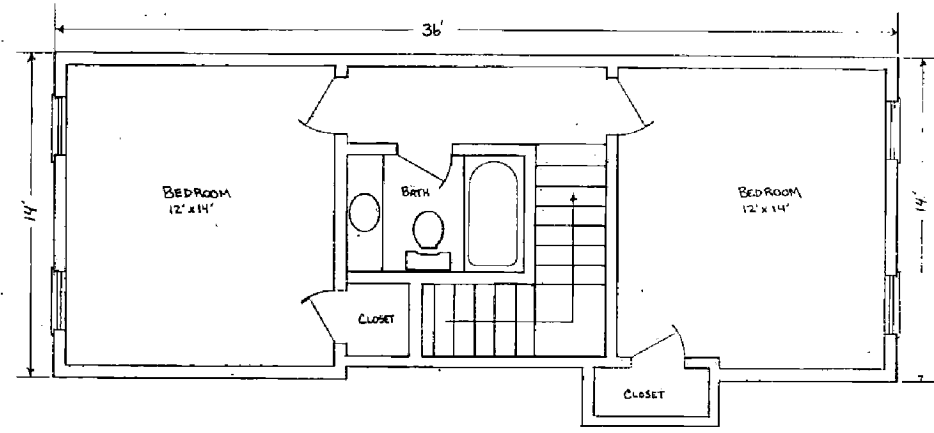 36'
14'
BEDROOM
12' x 14'
BATH
BEDROOM
12' x 14'
14'
CLOSET
CLOSET